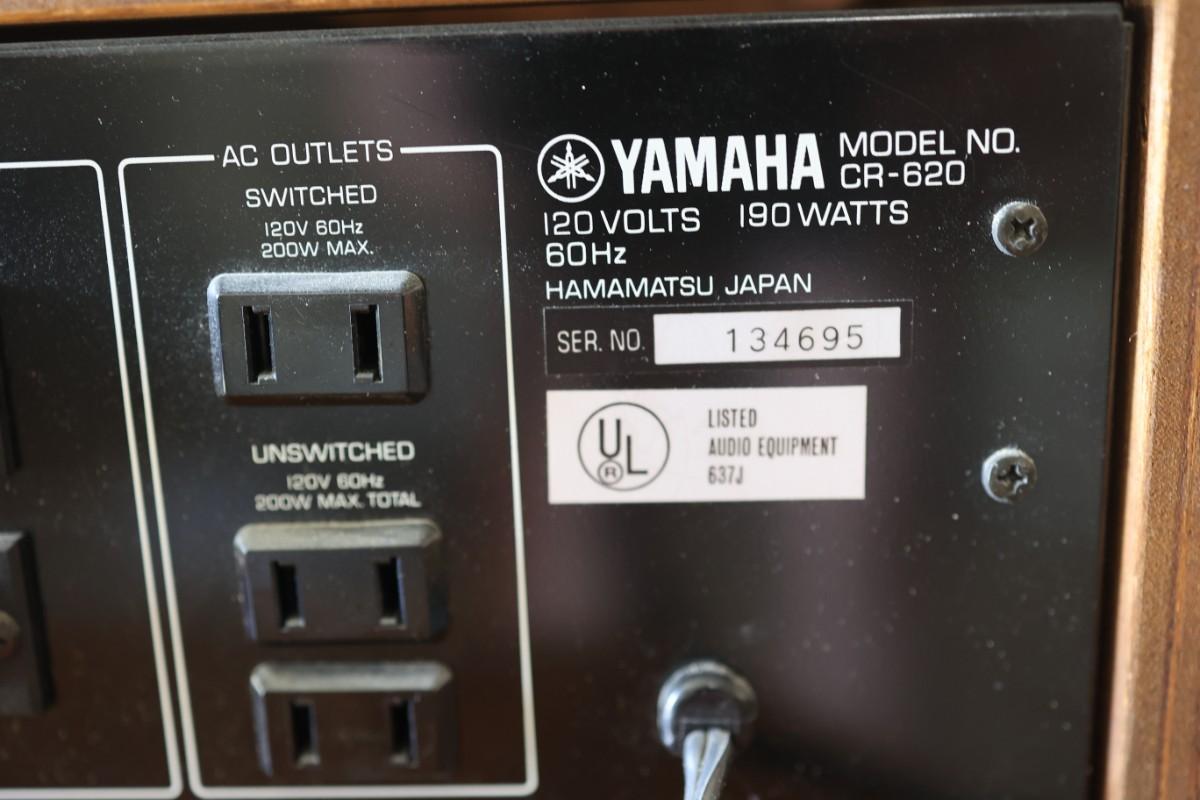 AC OUTLETS
SWITCHED
120V 60Hz
200W MAX.
UNSWITCHED
120V 60Hz
200W MAX. TOTAL
YAMAHA MODEL NO.
CR-620
120 VOLTS 190 WATTS
60Hz
HAMAMATSU JAPAN
SER. NO. 134695
UL ®
LISTED
AUDIO EQUIPMENT
637J